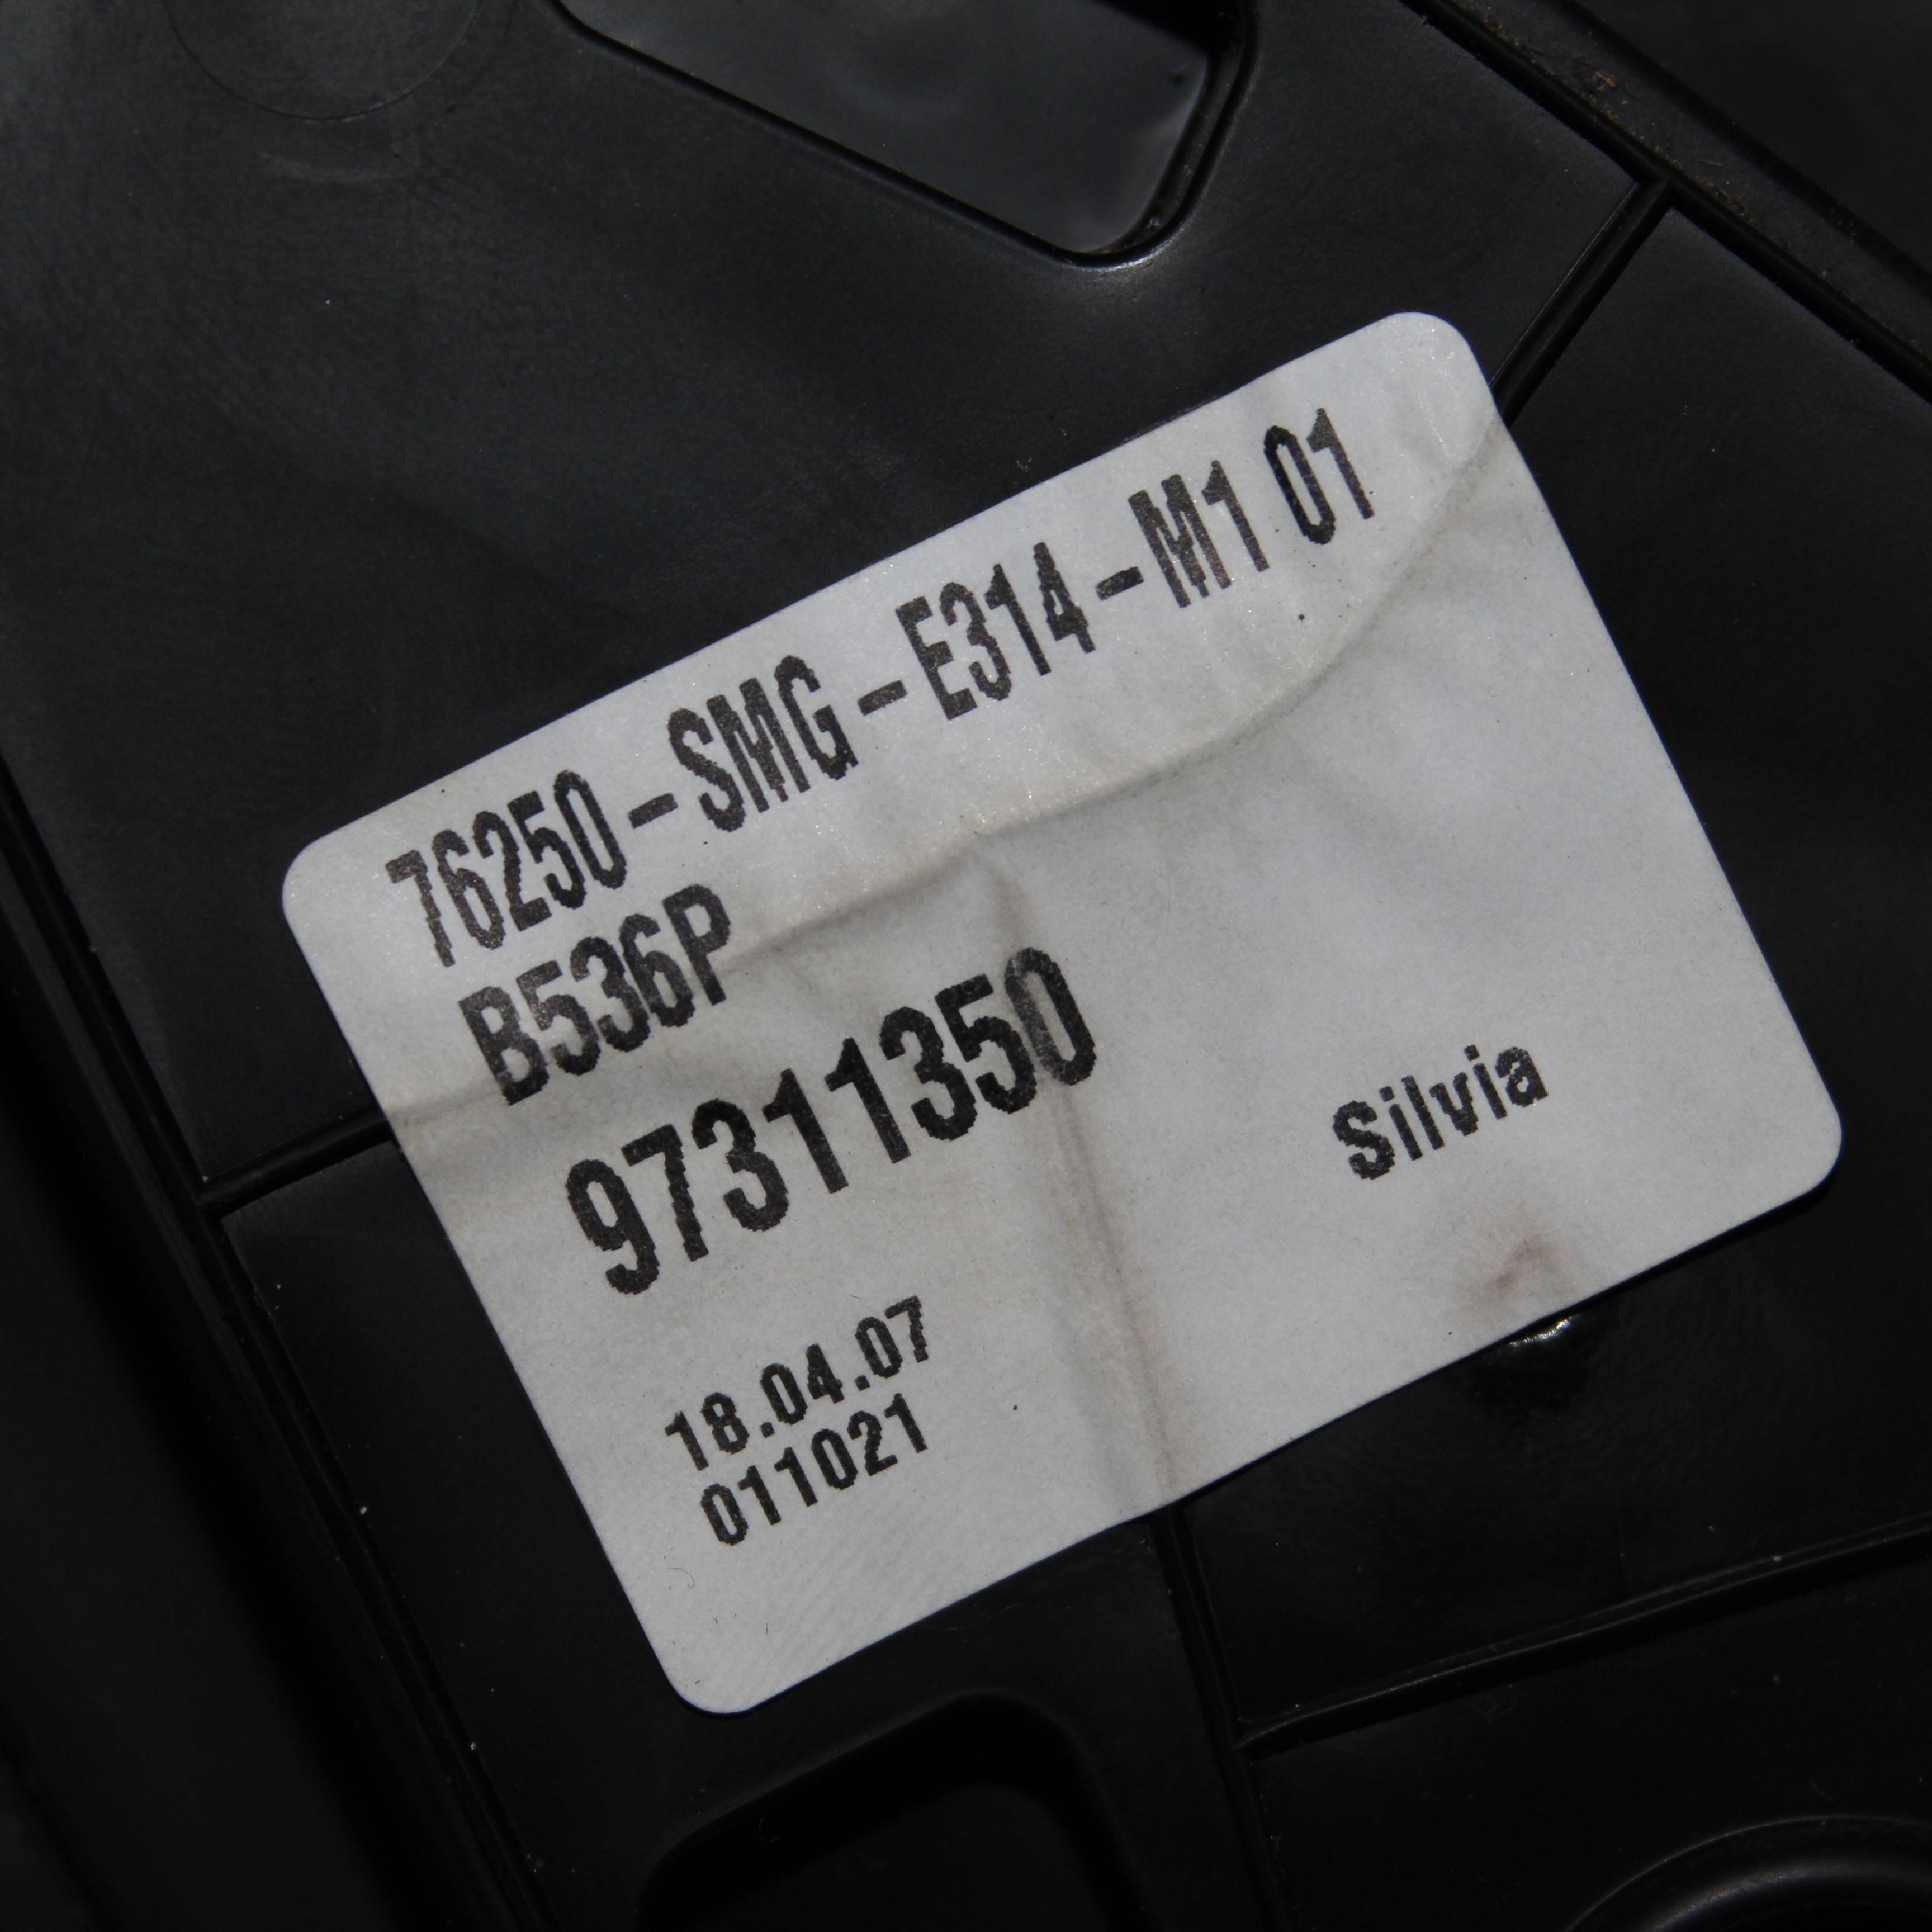 76250-SMG-E314-M1 01
B536P
97311350
Silvia
18.04.07
011021